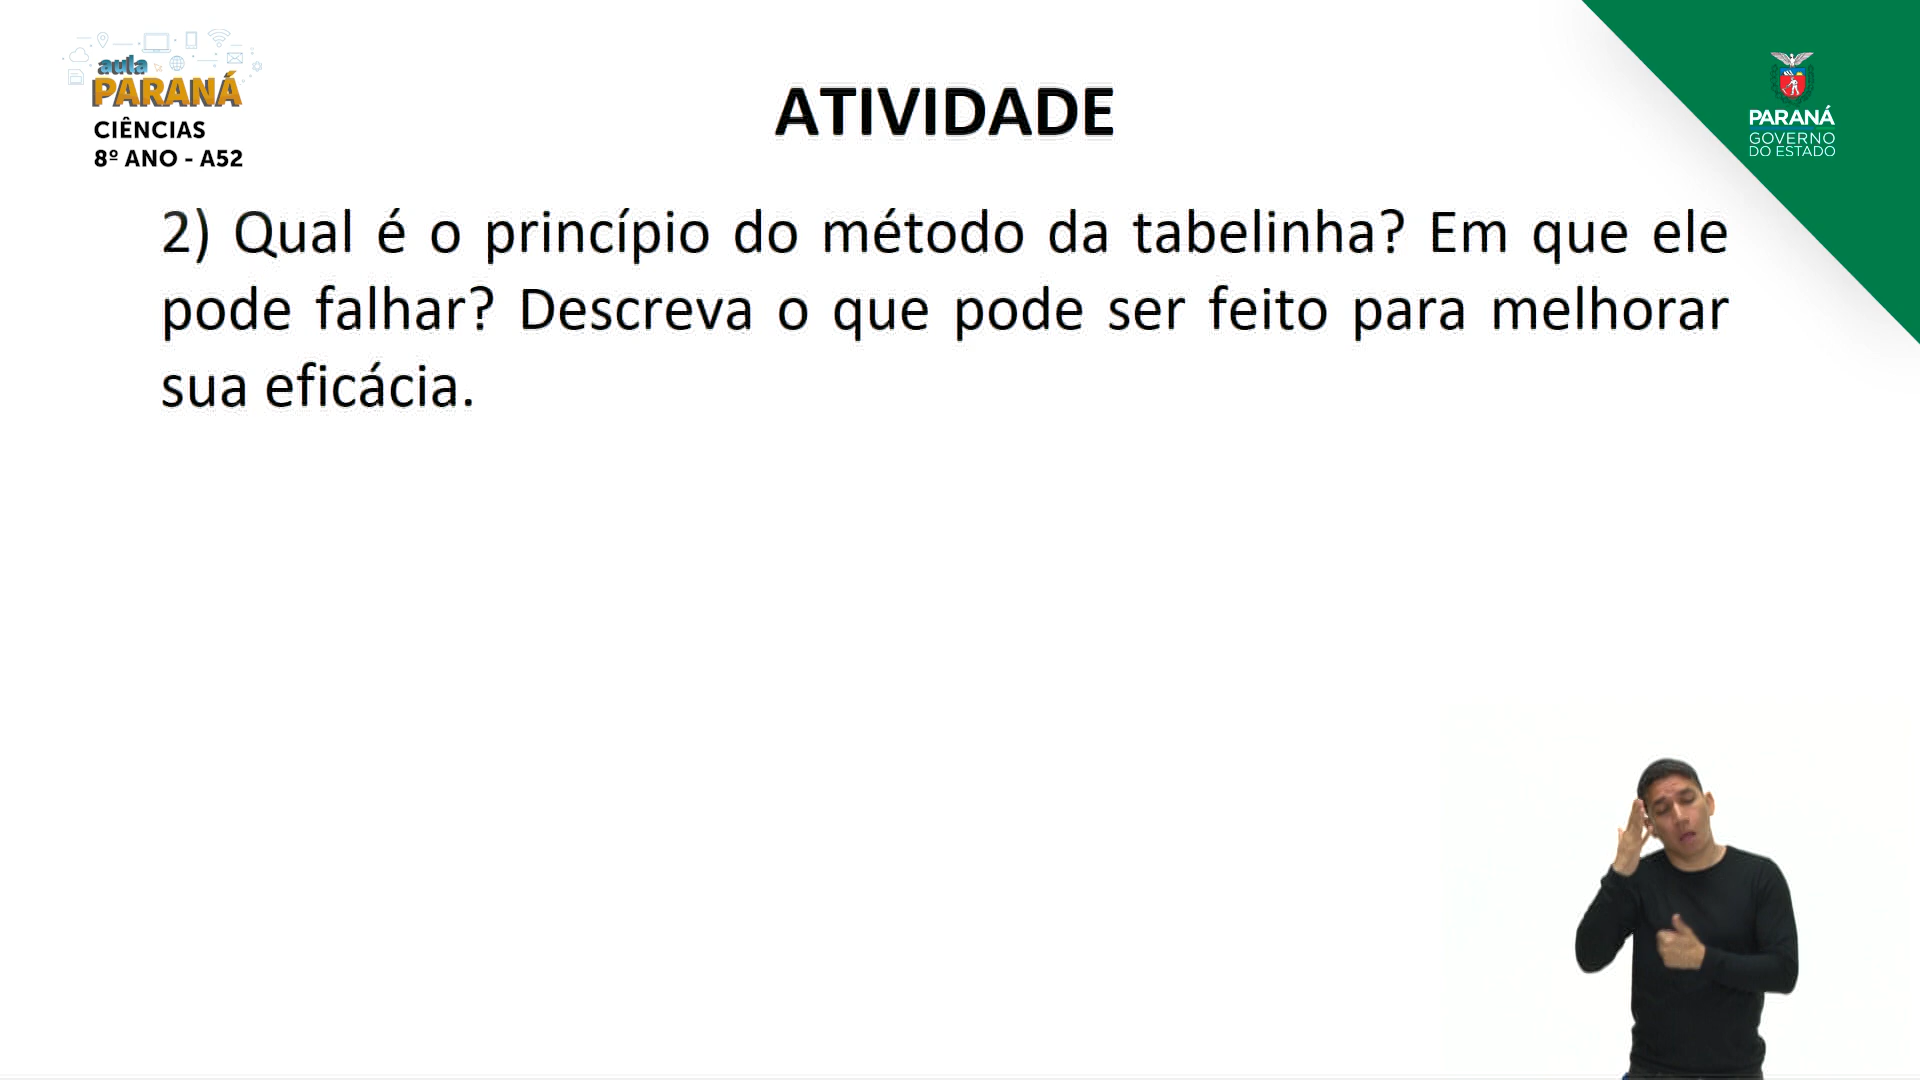 aula
PARANÁ
CIÊNCIAS
8º ANO - A52
ATIVIDADE
PARANÁ
GOVERNO
DO ESTADO
2) Qual é o princípio do método da tabelinha? Em que ele
pode falhar? Descreva o que pode ser feito para melhorar
sua eficácia.